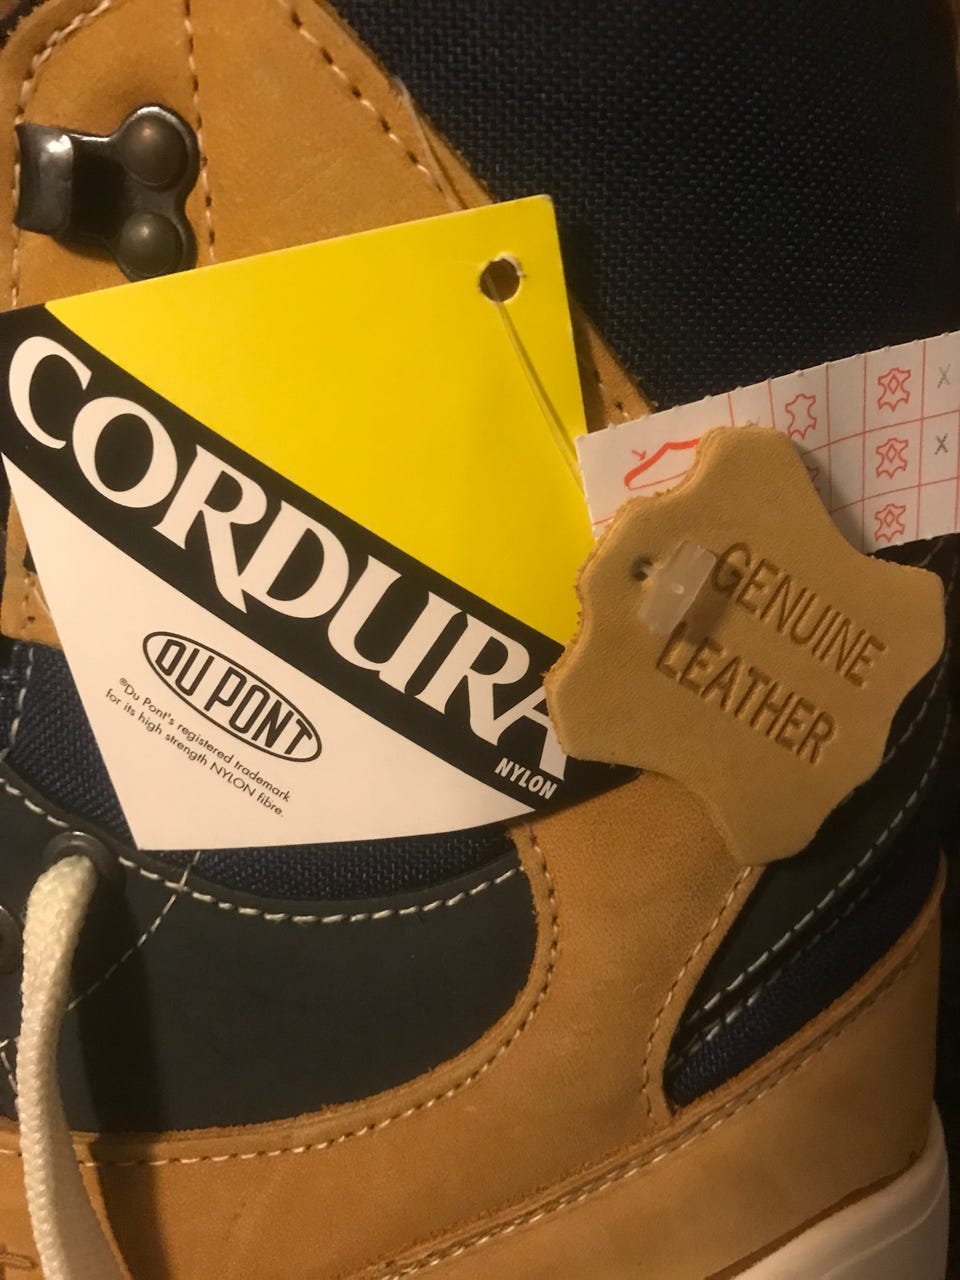 CORDURA
NYLON
DU PONT
®Du Pont's registered trademark
for its high strength NYLON fibre.
GENUINE
LEATHER
X
X